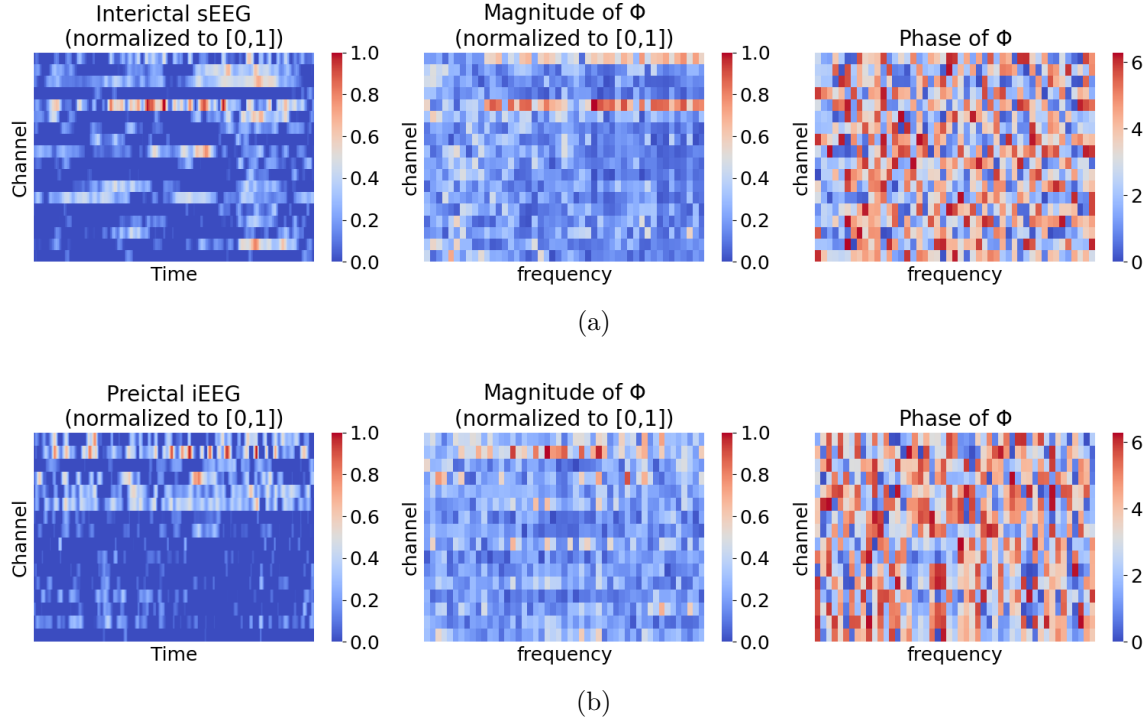 Interictal sEEG
(normalized to [0,1])
Magnitude of Φ
(normalized to [0,1])
Phase of Φ
Channel
1.0
0.8
0.6
0.4
0.2
0.0
Time
channel
1.0
0.8
0.6
0.4
0.2
0.0
frequency
channel
6
4
2
0
frequency
(a)
Preictal iEEG
(normalized to [0,1])
Magnitude of Φ
(normalized to [0,1])
Phase of Φ
Channel
1.0
0.8
0.6
0.4
0.2
0.0
Time
channel
1.0
0.8
0.6
0.4
0.2
0.0
frequency
channel
6
4
2
0
frequency
(b)